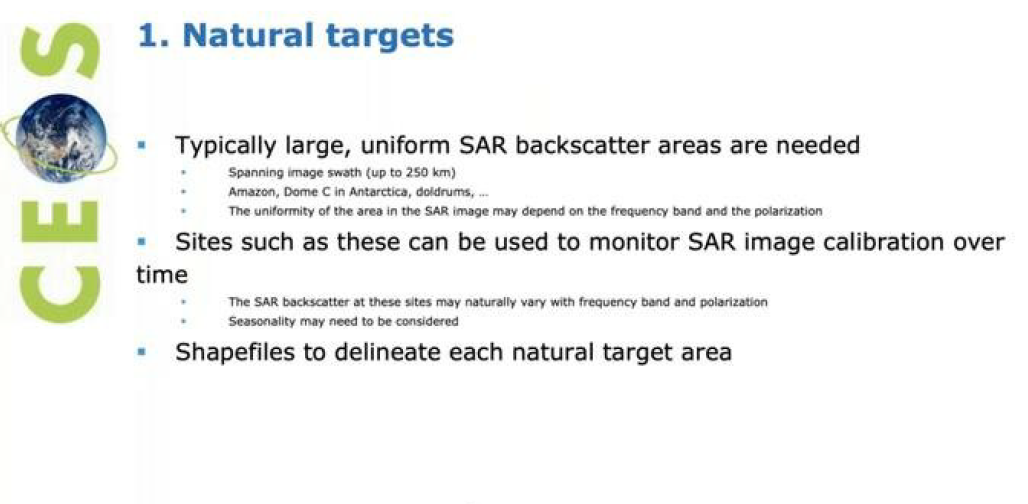 CEOS
1. Natural targets
▪ Typically large, uniform SAR backscatter areas are needed
• Spanning image swath (up to 250 km)
• Amazon, Dome C in Antarctica, doldrums, ...
• The uniformity of the area in the SAR image may depend on the frequency band and the polarization
▪ Sites such as these can be used to monitor SAR image calibration over
time
• The SAR backscatter at these sites may naturally vary with frequency band and polarization
• Seasonality may need to be considered
▪ Shapefiles to delineate each natural target area